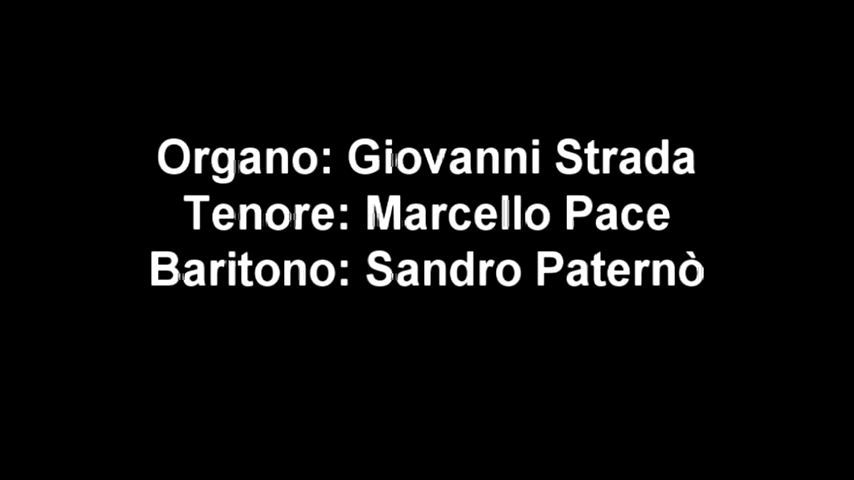 Organo: Giovanni Strada
Tenore: Marcello Pace
Baritono: Sandro Paternò